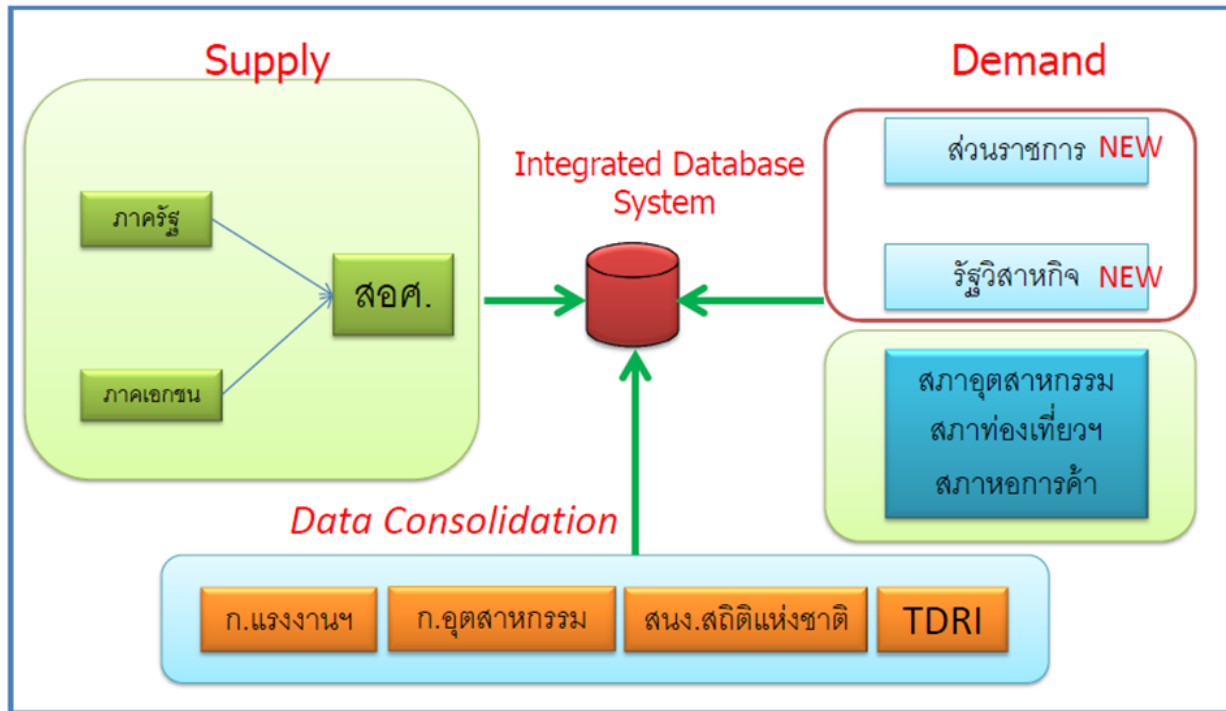 Supply
Demand
ภาครัฐ
สอศ.
ภาคเอกชน
Integrated Database
System
ส่วนราชการ NEW
รัฐวิสาหกิจ NEW
สภาอุตสาหกรรม
สภาท่องเที่ยวฯ
สภาหอการค้า
Data Consolidation
ก.แรงงานฯ
ก.อุตสาหกรรม
สนง.สถิติแห่งชาติ
TDRI